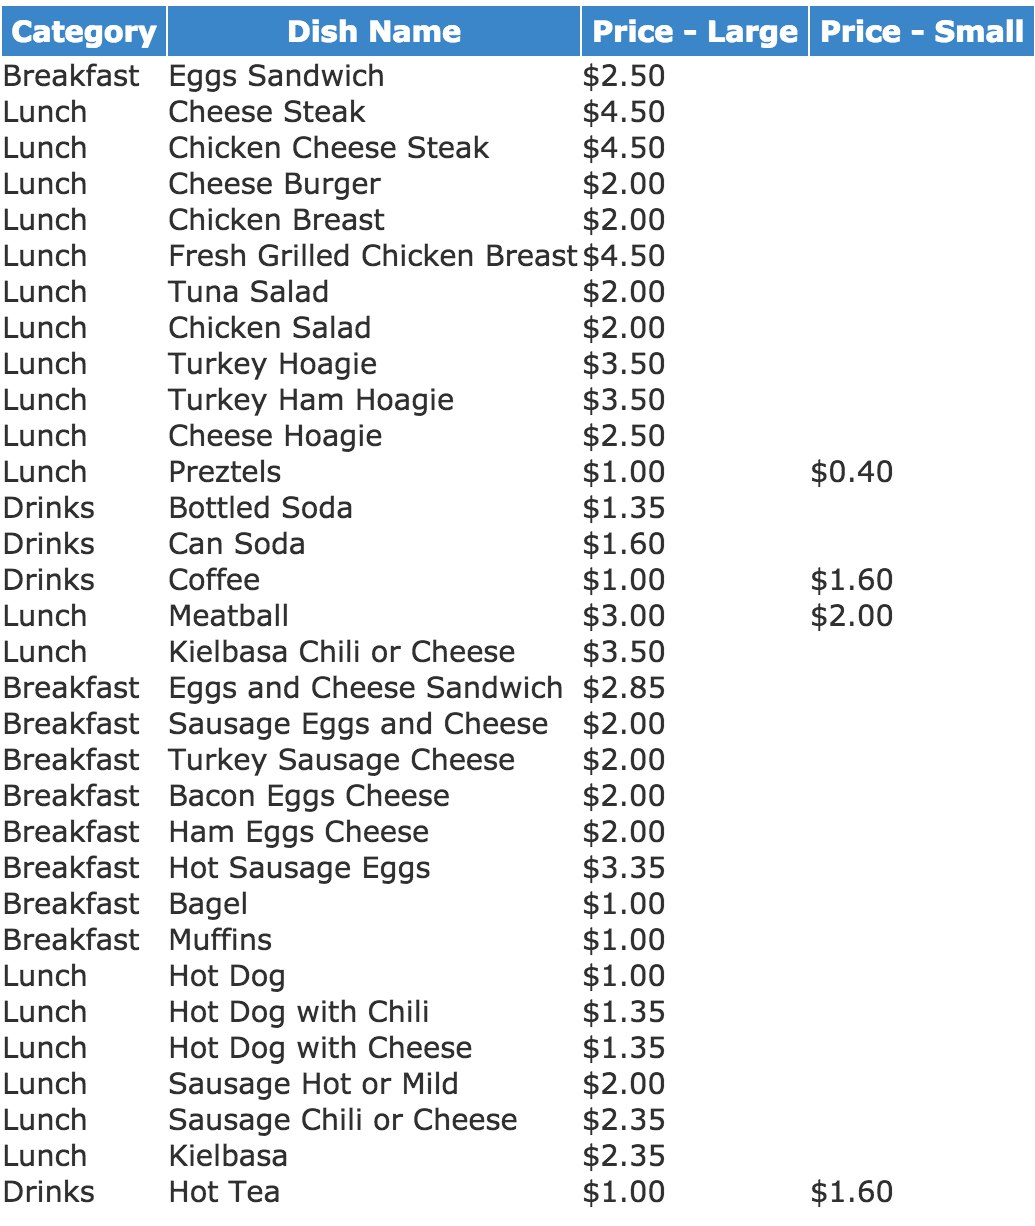 Category Dish Name Price - Large Price - Small
Breakfast Eggs Sandwich $2.50
Lunch Cheese Steak $4.50
Lunch Chicken Cheese Steak $4.50
Lunch Cheese Burger $2.00
Lunch Chicken Breast $2.00
Lunch Fresh Grilled Chicken Breast $4.50
Lunch Tuna Salad $2.00
Lunch Chicken Salad $2.00
Lunch Turkey Hoagie $3.50
Lunch Turkey Ham Hoagie $3.50
Lunch Cheese Hoagie $2.50
Lunch Preztels $1.00 $0.40
Drinks Bottled Soda $1.35
Drinks Can Soda $1.60
Drinks Coffee $1.00 $1.60
Lunch Meatball $3.00 $2.00
Lunch Kielbasa Chili or Cheese $3.50
Breakfast Eggs and Cheese Sandwich $2.85
Breakfast Sausage Eggs and Cheese $2.00
Breakfast Turkey Sausage Cheese $2.00
Breakfast Bacon Eggs Cheese $2.00
Breakfast Ham Eggs Cheese $2.00
Breakfast Hot Sausage Eggs $3.35
Breakfast Bagel $1.00
Breakfast Muffins $1.00
Lunch Hot Dog $1.00
Lunch Hot Dog with Chili $1.35
Lunch Hot Dog with Cheese $1.35
Lunch Sausage Hot or Mild $2.00
Lunch Sausage Chili or Cheese $2.35
Lunch Kielbasa $2.35
Drinks Hot Tea $1.00 $1.60